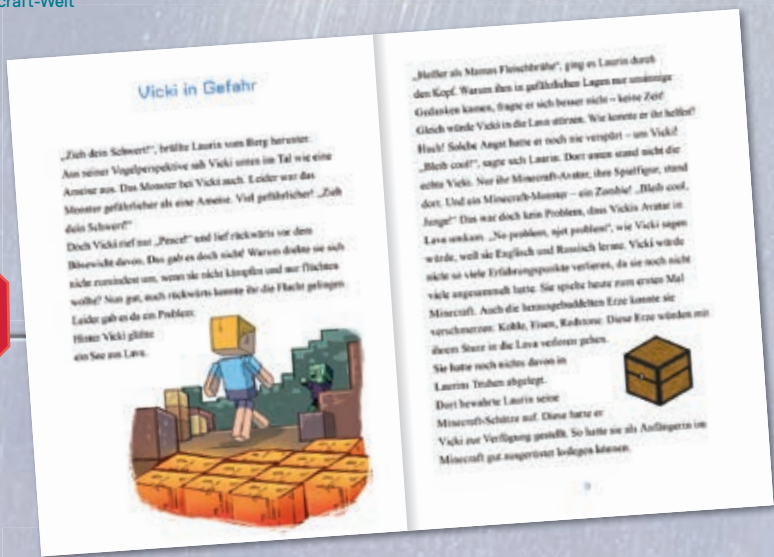 craft-Welt
Vicki in Gefahr
„Zieh dein Schwert!“, brüllte Laurin vom Berg herunter.
Aus seiner Vogelperspektive sah Vicki unten im Tal wie eine
Ameise aus. Das Monster bei Vicki auch. Leider war das
Monster gefährlicher als eine Ameise. Viel gefährlicher! „Zieh
dein Schwert!“
Doch Vicki rief nur „Peace!“ und lief rückwärts vor dem
Bösewicht davon. Das gab es doch nicht! Warum drehte sie sich
nicht zumindest um, wenn sie nicht kämpfen und nur flüchten
wollte? Nun gut, auch rückwärts konnte ihr die Flucht gelingen.
Leider gab es da ein Problem:
Hinter Vicki glühte
ein See aus Lava.
„Heißer als Mamas Fleischbrühe“, ging es Laurin durch
den Kopf. Warum ihm in gefährlichen Lagen nur unsinnige
Gedanken kamen, fragte er sich besser nicht – keine Zeit!
Gleich würde Vicki in die Lava stürzen. Wie konnte er ihr helfen?
Huch! Solche Angst hatte er noch nie verspürt – um Vicki!
„Bleib cool!“, sagte sich Laurin. Dort unten stand nicht die
echte Vicki. Nur ihr Minecraft-Avatar, ihre Spielfigur, stand
dort. Und ein Minecraft-Monster – ein Zombie! „Bleib cool,
Junge!“ Das war doch kein Problem, dass Vickis Avatar in
Lava umkam. „No problem, njet problem“, wie Vicki sagen
würde, weil sie Englisch und Russisch lernte. Vicki würde
nicht so viele Erfahrungspunkte verlieren, da sie noch nicht
viele angesammelt hatte. Sie spielte heute zum ersten Mal
Minecraft. Auch die herausgebuddelten Erze konnte sie
verschmerzen. Kohle, Eisen, Redstone. Diese Erze würden mit
ihrem Sturz in die Lava verloren gehen.
Sie hatte noch nichts davon in
Laurins Truhen abgelegt.
Dort bewahrte Laurin seine
Minecraft-Schätze auf. Diese hatte er
Vicki zur Verfügung gestellt. So hatte sie als Anfängerin im
Minecraft gut ausgerüstet loslegen können.